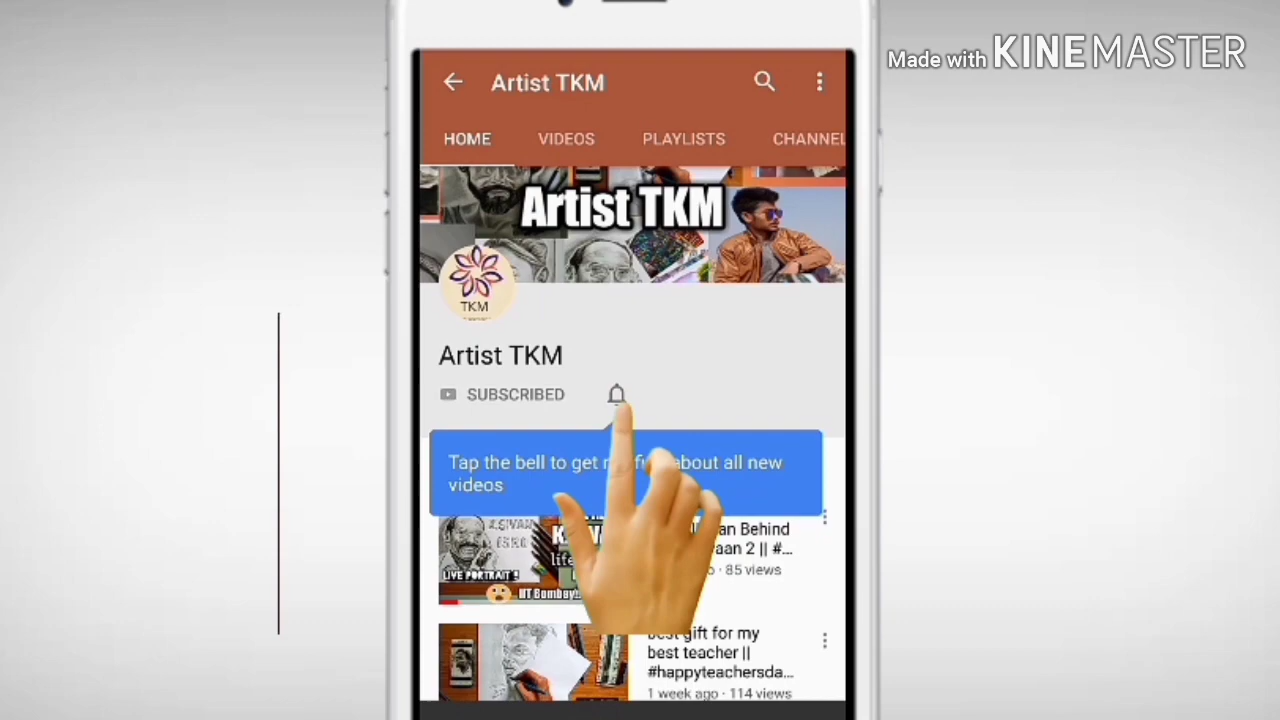 Made with KINEMASTER
Artist TKM
HOME VIDEOS PLAYLISTS CHANNEL
Artist TKM
TKM
Artist TKM
SUBSCRIBED
Tap the bell to get about all new
videos
Behind
2 || #...
85 views
LIVE PORTRAIT !
IIT Bombay
best gift for my
best teacher ||
#happyteachersda...
1 week ago · 114 views